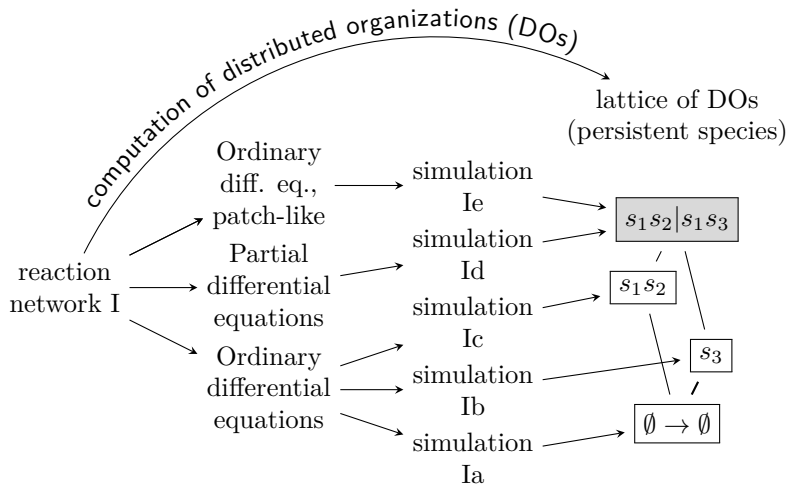 computation of distributed organizations (DOs)
lattice of DOs
(persistent species)
reaction
network I
Ordinary
diff. eq.,
patch-like
Partial
differential
equations
Ordinary
differential
equations
simulation
Ie
simulation
Id
simulation
Ic
simulation
Ib
simulation
Ia
s₁s₂|s₁s₃
s₁s₂
s₃
∅ → ∅